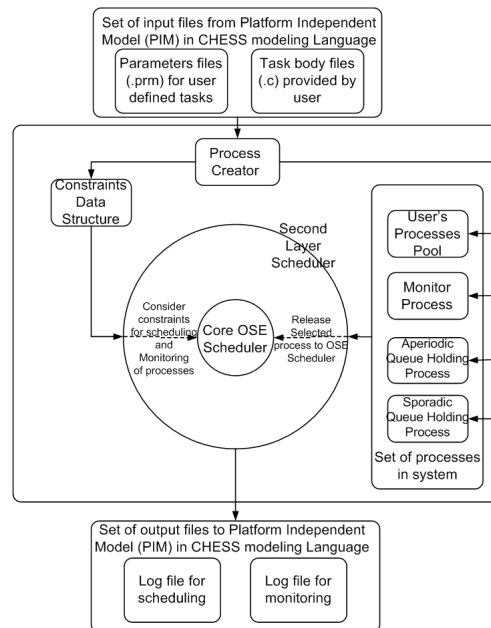 Set of input files from Platform Independent
Model (PIM) in CHESS modeling Language
Parameters files
(.prm) for user
defined tasks
Task body files
(.c) provided by
user
Process
Creator
Constraints
Data
Structure
Second
Layer
Scheduler
User's
Processes
Pool
Monitor
Process
Consider
constraints
for scheduling
and
Monitoring
of processes
Core OSE
Scheduler
Release
Selected
process to OSE
Scheduler
Aperiodic
Queue Holding
Process
Sporadic
Queue Holding
Process
Set of processes
in system
Set of output files to Platform Independent
Model (PIM) in CHESS modeling Language
Log file for
scheduling
Log file for
monitoring